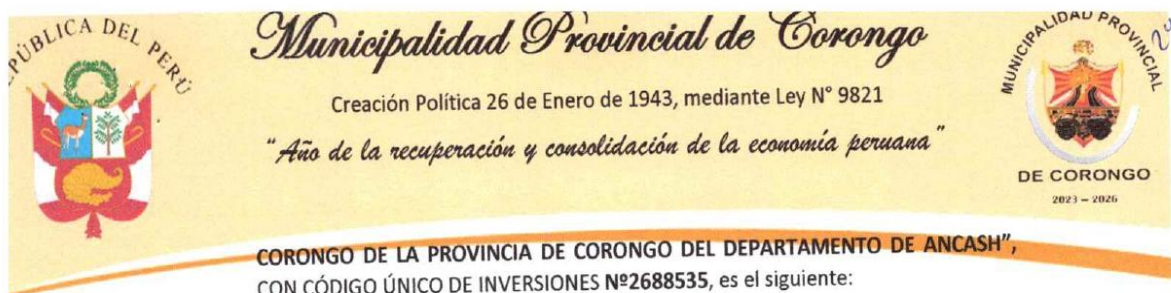 REPÚBLICA DEL PERÚ
Municipalidad Provincial de Corongo
Creación Política 26 de Enero de 1943, mediante Ley N° 9821
"Año de la recuperación y consolidación de la economía peruana"
MUNICIPALIDAD PROVINCIAL
DE CORONGO
2023 – 2026
CORONGO DE LA PROVINCIA DE CORONGO DEL DEPARTAMENTO DE ANCASH",
CON CÓDIGO ÚNICO DE INVERSIONES Nº2688535, es el siguiente: